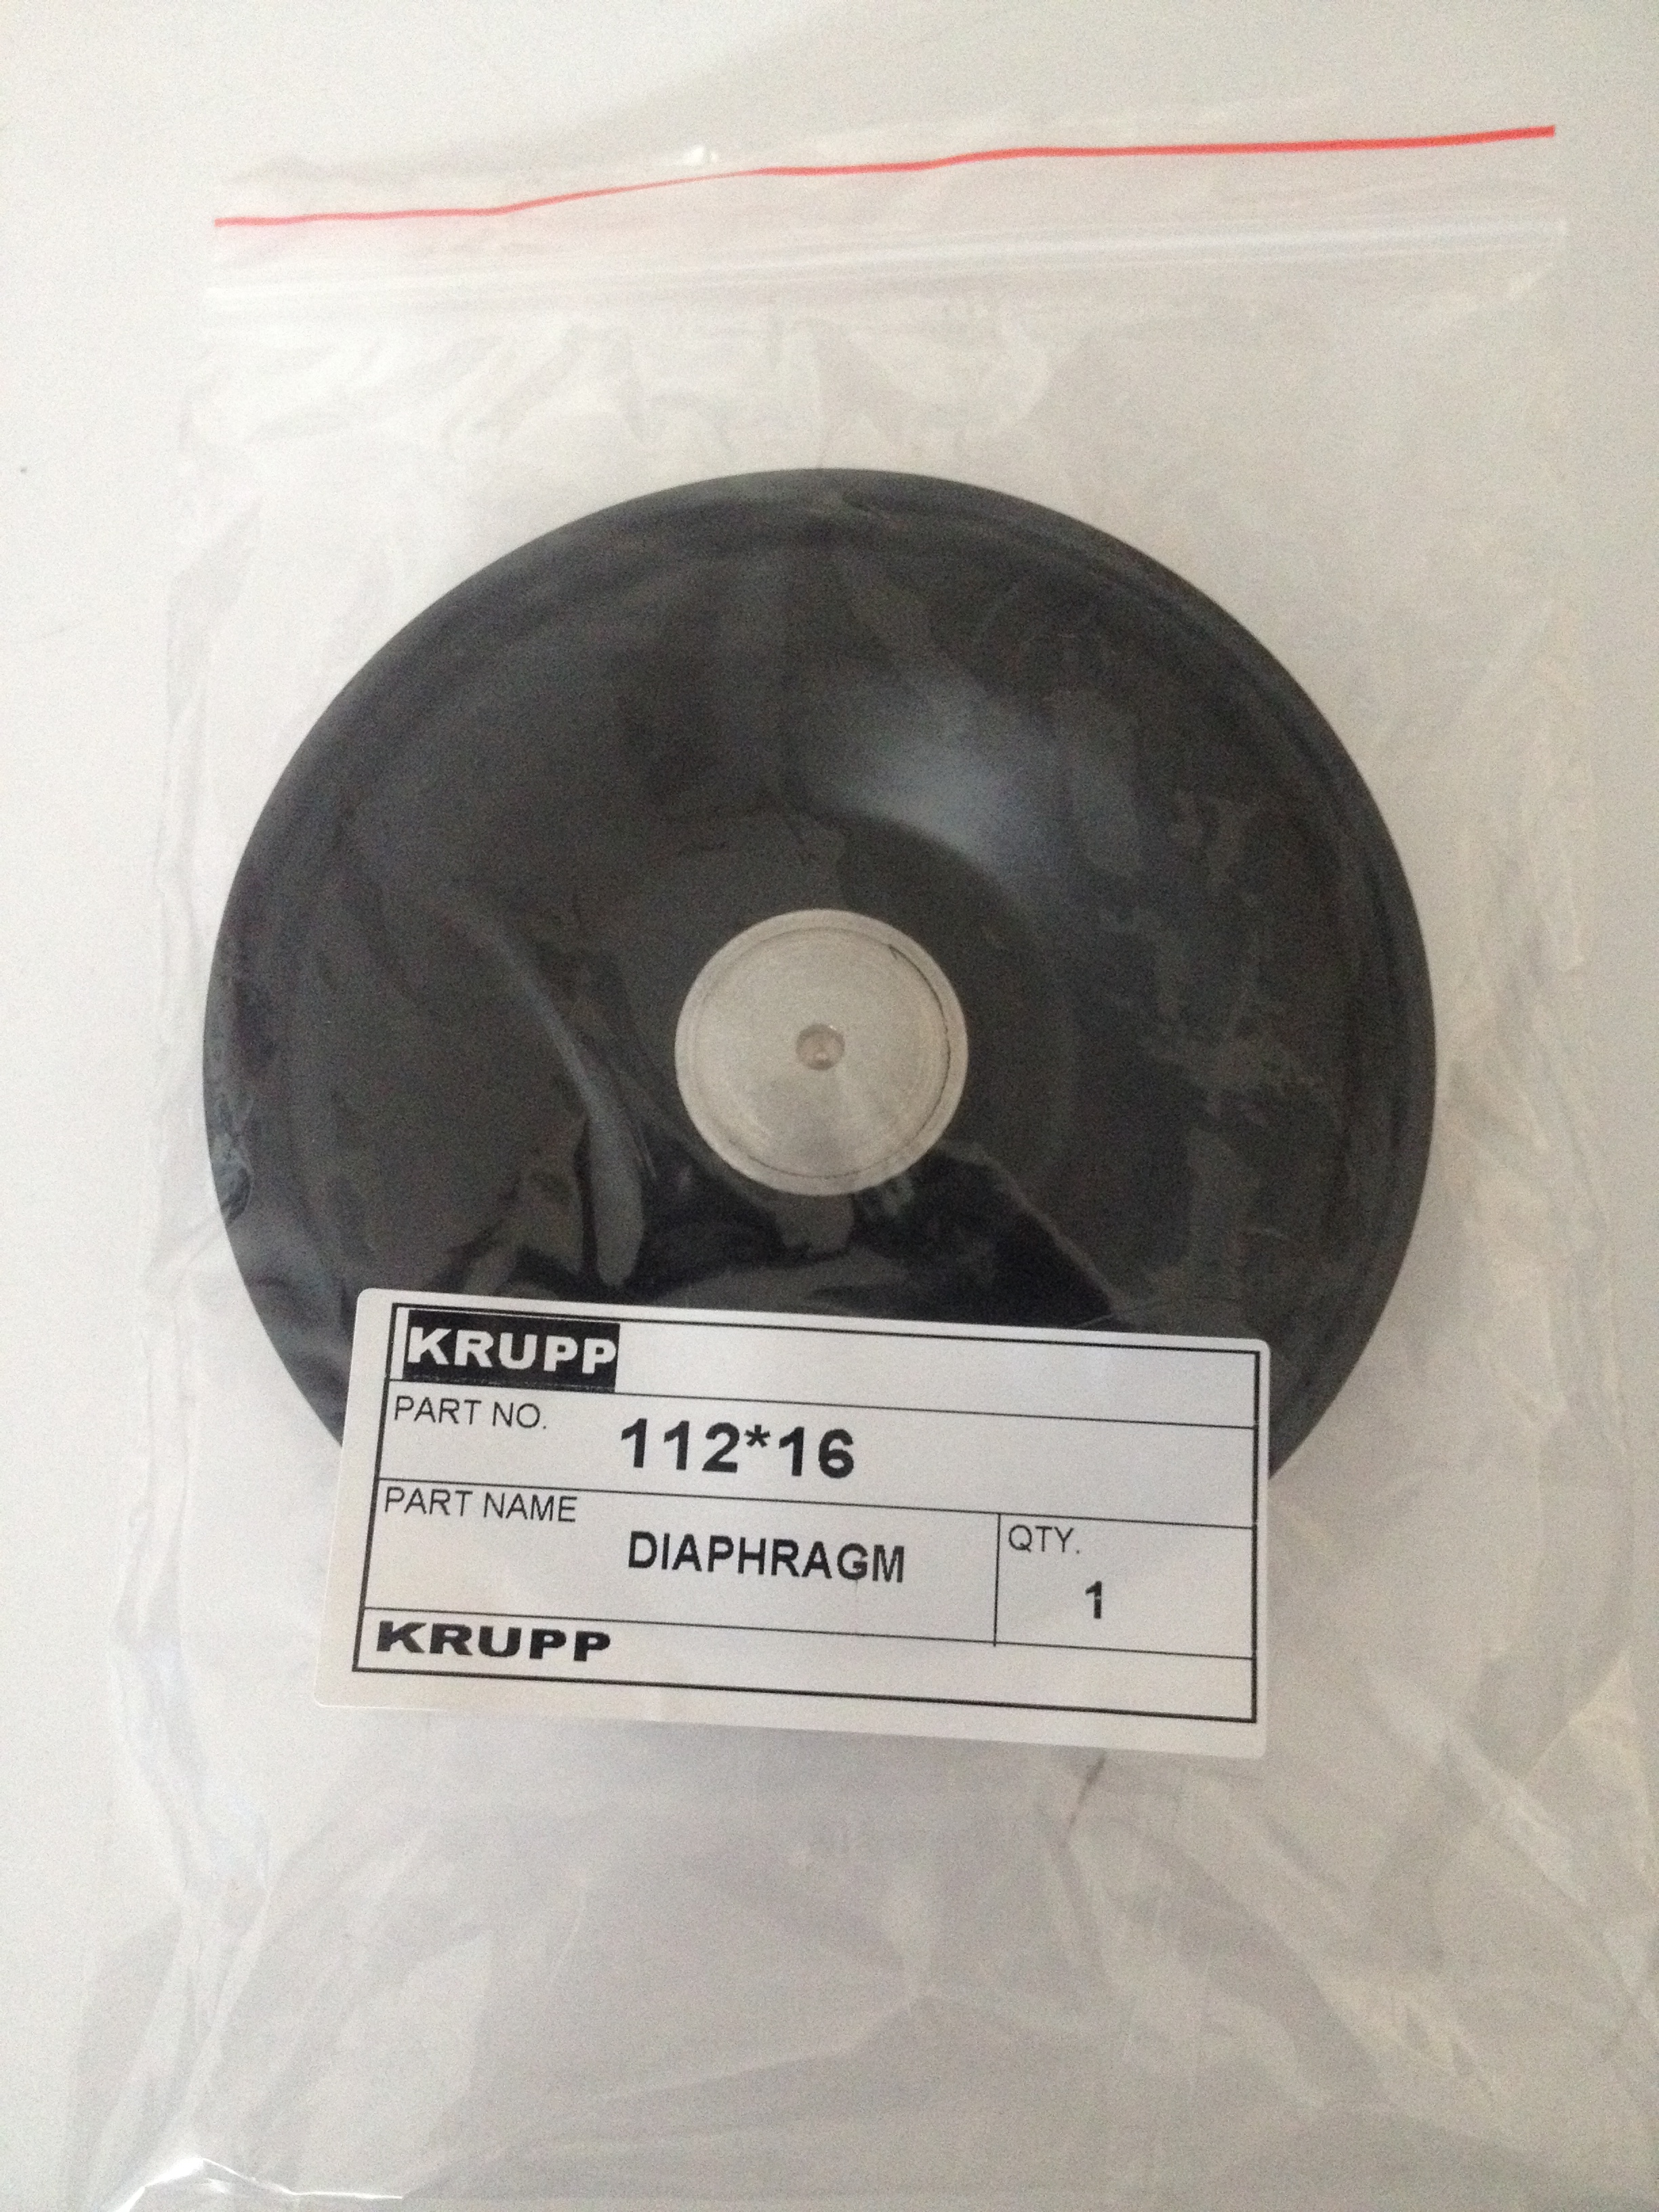 KRUPP
PART NO. 112*16
PART NAME DIAPHRAGM QTY. 1
KRUPP